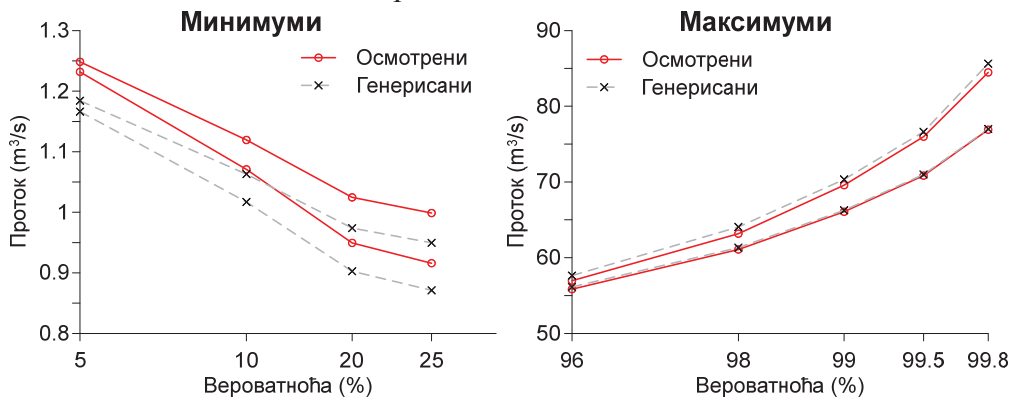 Минимуми
Осмотрени
Генерисани
Проток (m³/s)
1.3
1.2
1.1
1
0.9
0.8
5
10
20
25
Вероватноћа (%)
Максимуми
Осмотрени
Генерисани
Проток (m³/s)
90
80
70
60
50
96
98
99
99.5
99.8
Вероватноћа (%)